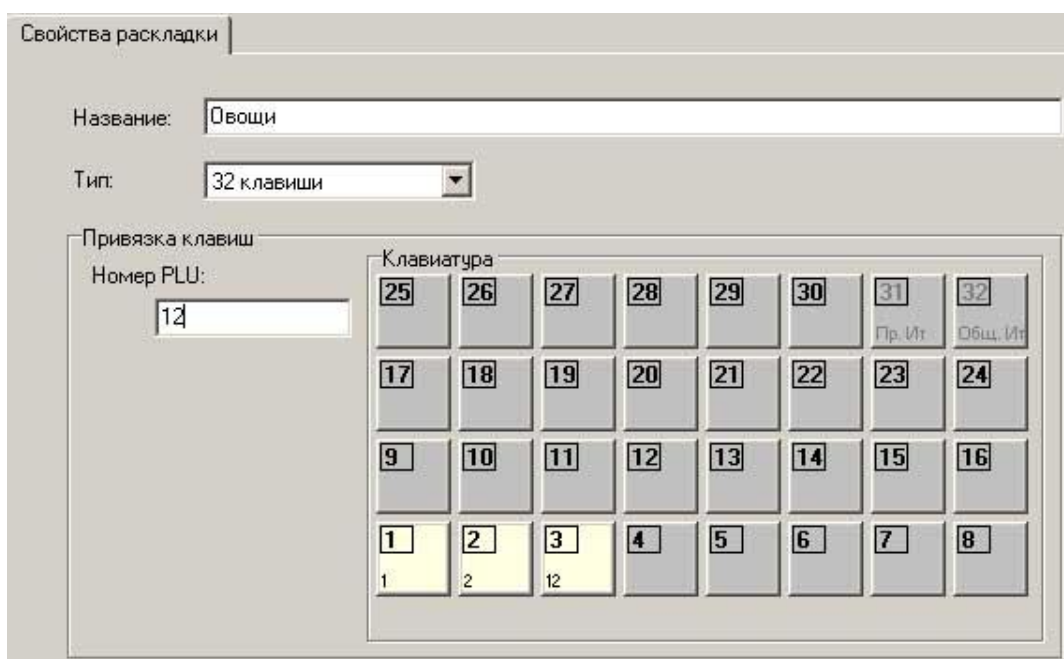 Свойства раскладки
Название: Овощи
Тип: 32 клавиши
Привязка клавиш
Номер PLU:
12
Клавиатура
25 26 27 28 29 30 31 32
Пр. Ит Общ. Ит
17 18 19 20 21 22 23 24
9 10 11 12 13 14 15 16
1 2 3 4 5 6 7 8
1 2 12